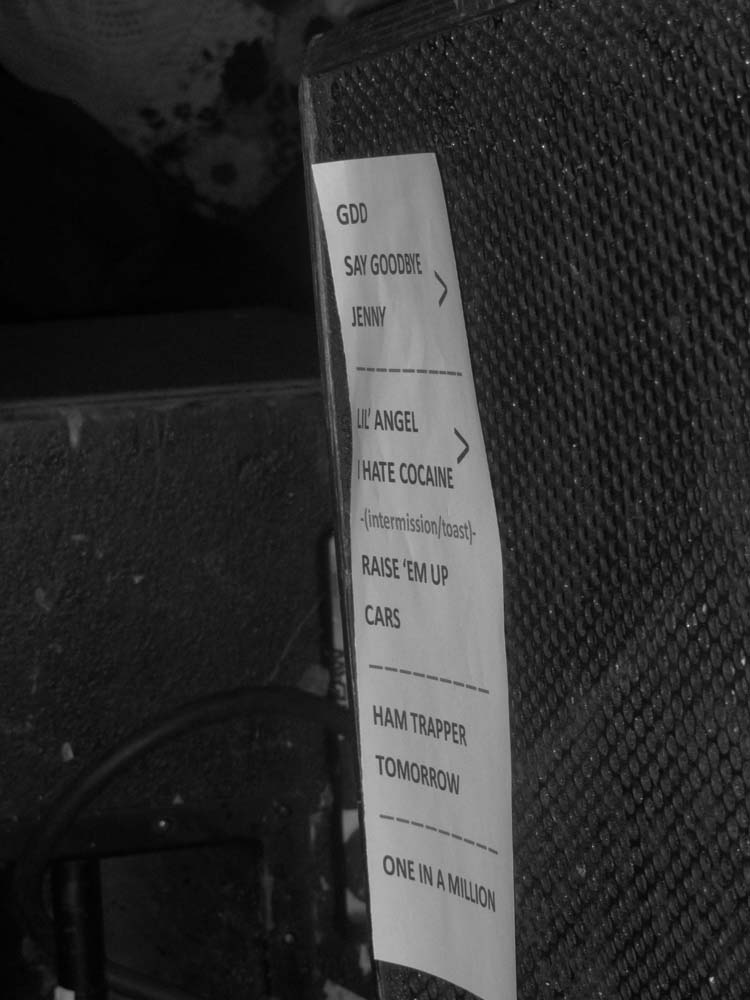 GDD
SAY GOODBYE
>
JENNY
--------------
LIL' ANGEL
>
I HATE COCAINE
-(intermission/toast)-
RAISE 'EM UP
CARS
--------------
HAM TRAPPER
TOMORROW
--------------
ONE IN A MILLION